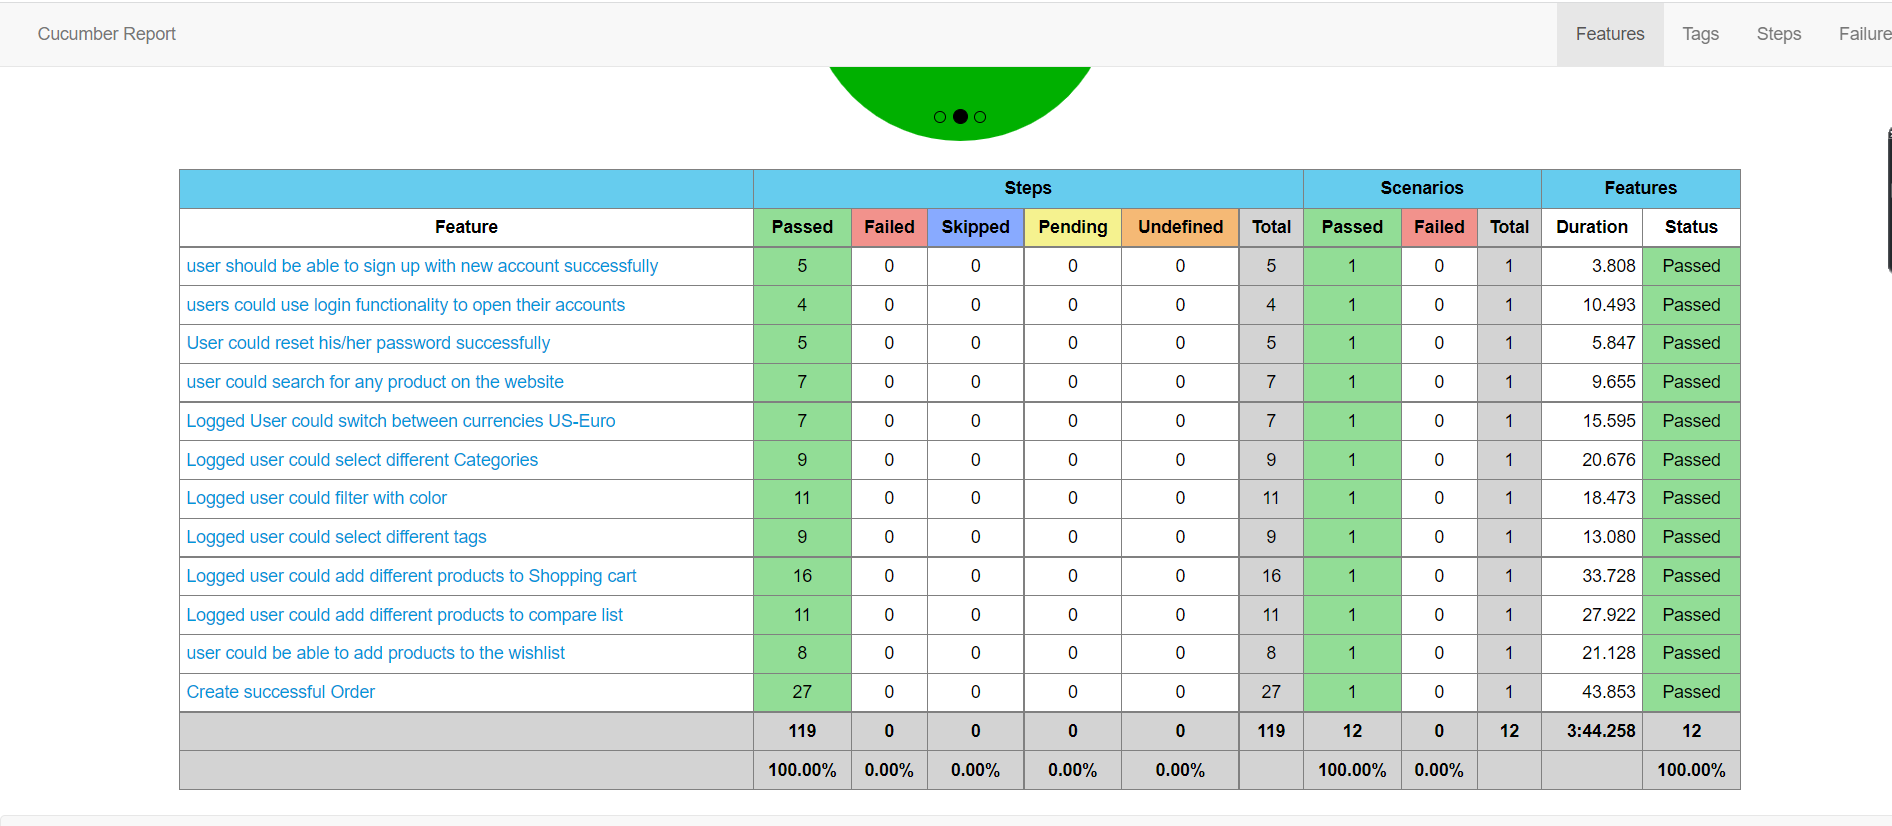 Cucumber Report Features Tags Steps Failure
Steps Scenarios Features
Feature Passed Failed Skipped Pending Undefined Total Passed Failed Total Duration Status
user should be able to sign up with new account successfully 5 0 0 0 0 5 1 0 1 3.808 Passed
users could use login functionality to open their accounts 4 0 0 0 0 4 1 0 1 10.493 Passed
User could reset his/her password successfully 5 0 0 0 0 5 1 0 1 5.847 Passed
user could search for any product on the website 7 0 0 0 0 7 1 0 1 9.655 Passed
Logged User could switch between currencies US-Euro 7 0 0 0 0 7 1 0 1 15.595 Passed
Logged user could select different Categories 9 0 0 0 0 9 1 0 1 20.676 Passed
Logged user could filter with color 11 0 0 0 0 11 1 0 1 18.473 Passed
Logged user could select different tags 9 0 0 0 0 9 1 0 1 13.080 Passed
Logged user could add different products to Shopping cart 16 0 0 0 0 16 1 0 1 33.728 Passed
Logged user could add different products to compare list 11 0 0 0 0 11 1 0 1 27.922 Passed
user could be able to add products to the wishlist 8 0 0 0 0 8 1 0 1 21.128 Passed
Create successful Order 27 0 0 0 0 27 1 0 1 43.853 Passed
119 0 0 0 0 119 12 0 12 3:44.258 12
100.00% 0.00% 0.00% 0.00% 0.00% 100.00% 0.00% 100.00%